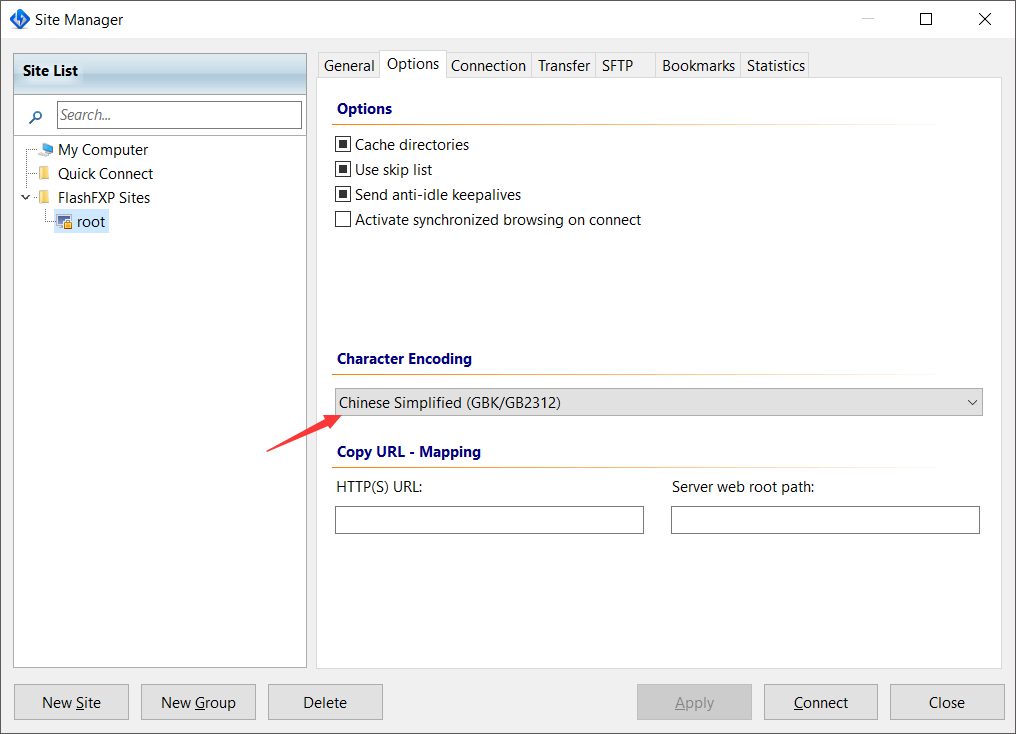 Site Manager
Site List
Search...
My Computer
Quick Connect
FlashFXP Sites
root
General Options Connection Transfer SFTP Bookmarks Statistics
Options
Cache directories
Use skip list
Send anti-idle keepalives
Activate synchronized browsing on connect
Character Encoding
Chinese Simplified (GBK/GB2312)
Copy URL - Mapping
HTTP(S) URL: Server web root path:
New Site New Group Delete Apply Connect Close